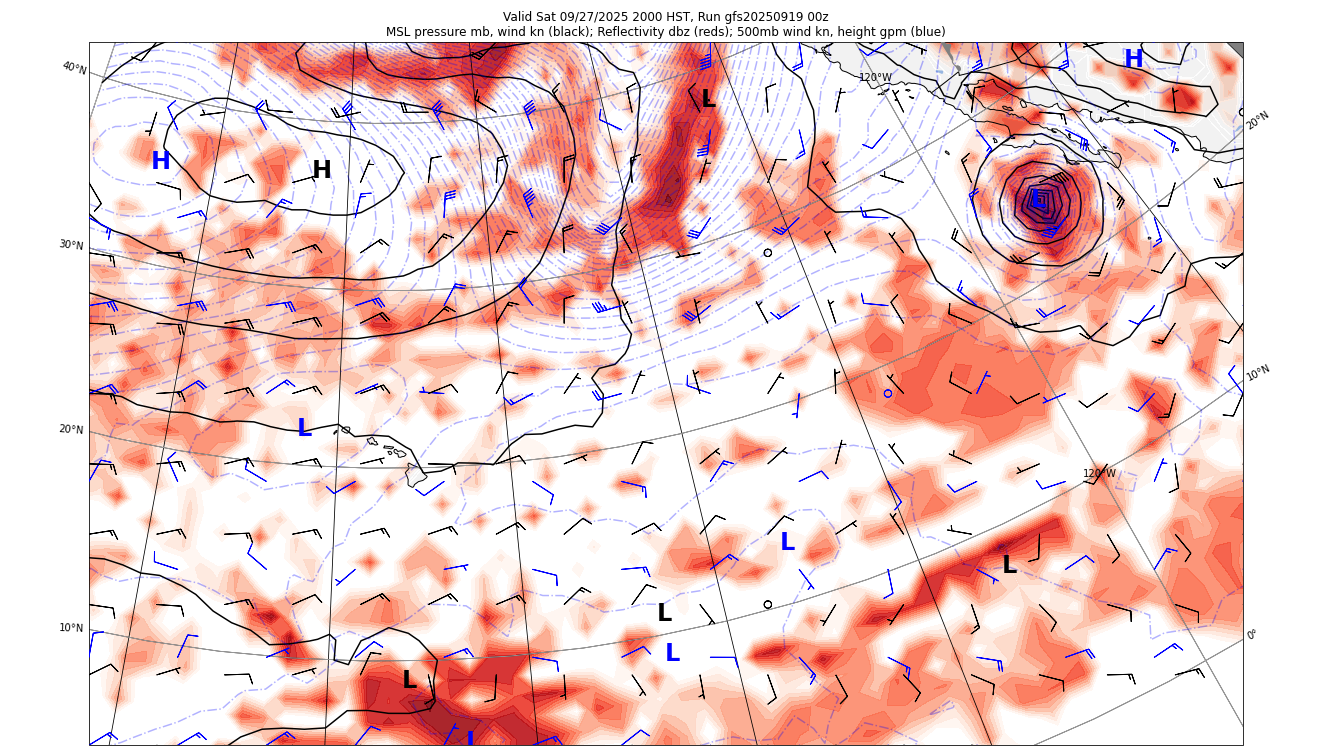 Valid Sat 09/27/2025 2000 HST, Run gfs20250919 00z
MSL pressure mb, wind kn (black); Reflectivity dbz (reds); 500mb wind kn, height gpm (blue)
40°N
120°W
H
20°N
L
H
H
L
30°N
10°N
L
20°N
120°W
L
L
10°N
L
0°
L
L
L